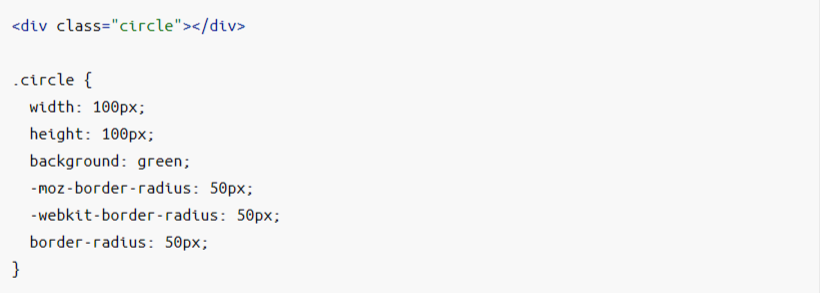 <div class="circle"></div>
.circle {
width: 100px;
height: 100px;
background: green;
-moz-border-radius: 50px;
-webkit-border-radius: 50px;
border-radius: 50px;
}